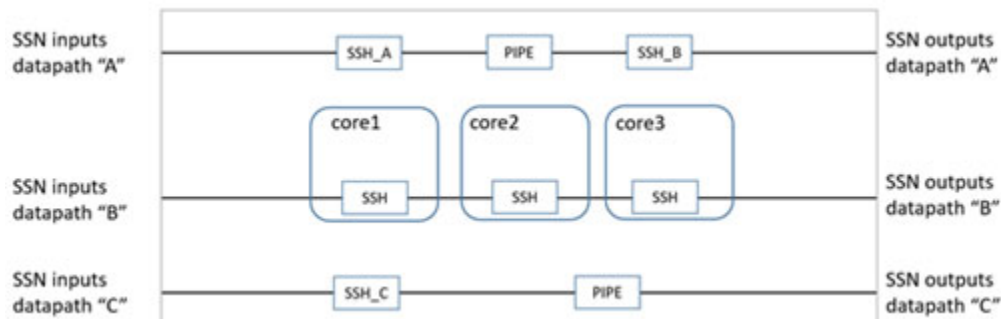 SSN inputs
datapath “A”
SSH_A
PIPE
SSH_B
SSN outputs
datapath “A”
core1
core2
core3
SSN inputs
datapath “B”
SSH
SSH
SSH
SSN outputs
datapath “B”
SSN inputs
datapath “C”
SSH_C
PIPE
SSN outputs
datapath “C”